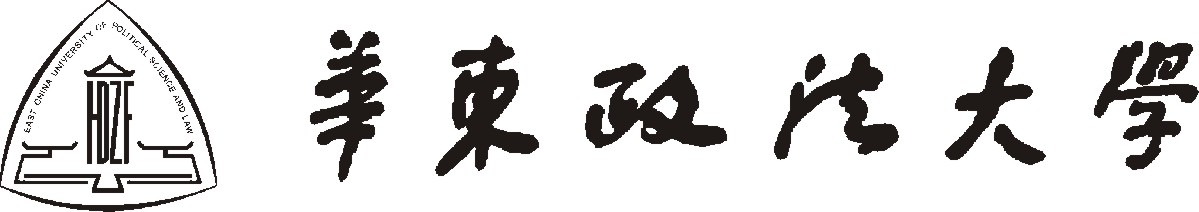 EAST CHINA UNIVERSITY OF POLITICAL SCIENCE AND LAW
HDZF
華東政法大學